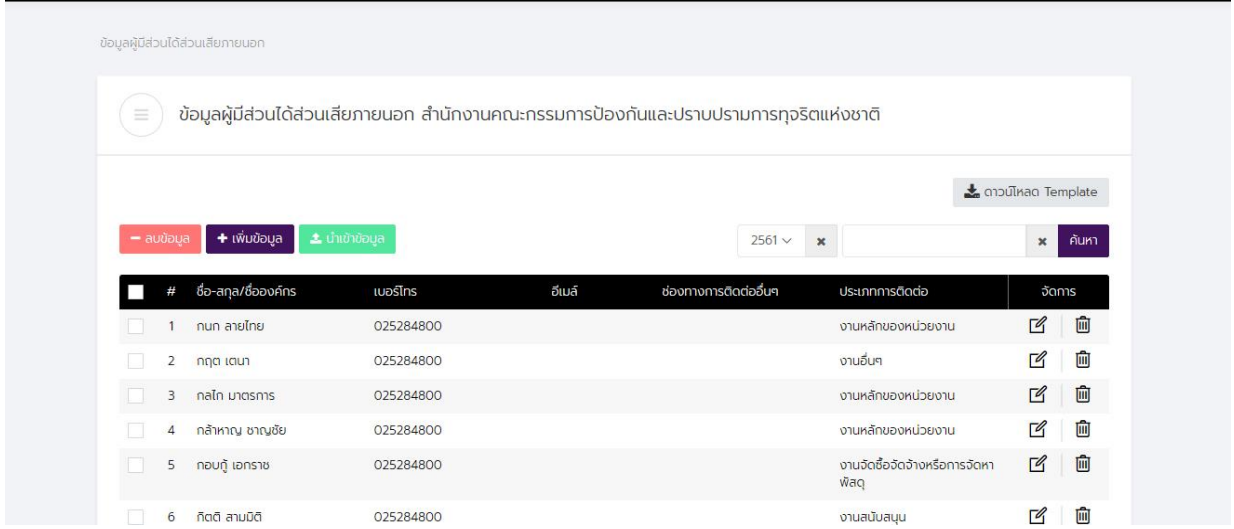 ข้อมูลผู้มีส่วนได้ส่วนเสียภายนอก
ข้อมูลผู้มีส่วนได้ส่วนเสียภายนอก สำนักงานคณะกรรมการป้องกันและปราบปรามการทุจริตแห่งชาติ
ดาวน์โหลด Template
ลบข้อมูล เพิ่มข้อมูล นำเข้าข้อมูล 2561 ค้นหา
# ชื่อ-สกุล/ชื่อองค์กร เบอร์โทร อีเมล์ ช่องทางการติดต่ออื่นๆ ประเภทการติดต่อ จัดการ
1 กนก ลายไทย 025284800 งานหลักของหน่วยงาน
2 กฤต เตนา 025284800 งานอื่นๆ
3 กลไก มาตรการ 025284800 งานหลักของหน่วยงาน
4 กล้าหาญ ชาญชัย 025284800 งานหลักของหน่วยงาน
5 กอบกู้ เอกราช 025284800 งานจัดซื้อจัดจ้างหรือการจัดหา
พัสดุ
6 กิตติ สามมิติ 025284800 งานสนับสนุน